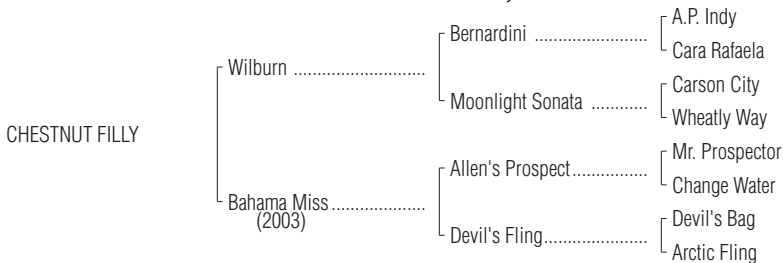 A.P. Indy
Bernardini ..........................
Cara Rafaela
Wilburn ..............................
Carson City
Moonlight Sonata .............
Wheatly Way
CHESTNUT FILLY
Mr. Prospector
Allen's Prospect.................
Change Water
Bahama Miss.....................
(2003)
Devil's Bag
Devil's Fling.......................
Arctic Fling